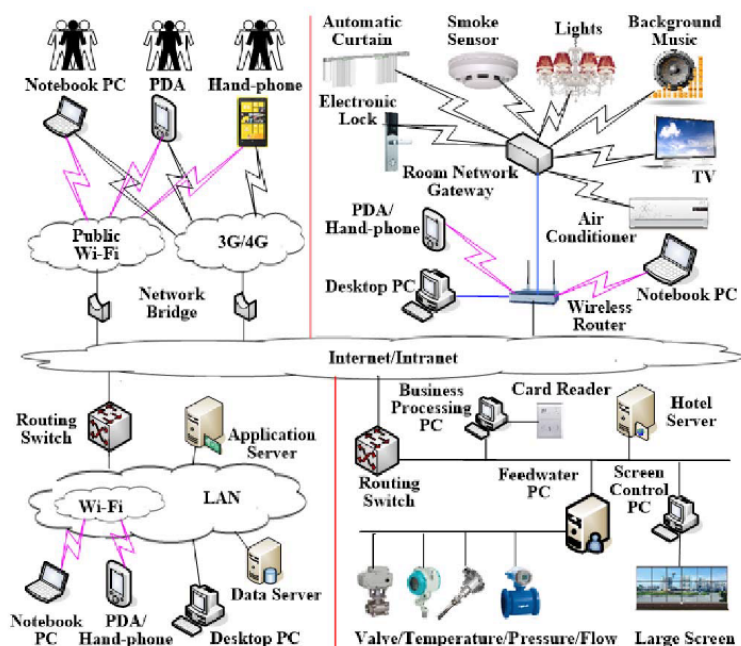 Notebook PC
PDA
Hand-phone
Public
Wi-Fi
3G/4G
Network
Bridge
Automatic
Curtain
Smoke
Sensor
Lights
Background
Music
Electronic
Lock
Room Network
Gateway
TV
PDA/
Hand-phone
Air
Conditioner
Desktop PC
Wireless
Router
Notebook PC
Internet/Intranet
Routing
Switch
Application
Server
LAN
Wi-Fi
Data Server
Notebook
PC
PDA/
Hand-phone
Desktop PC
Business
Processing
PC
Card Reader
Hotel
Server
Routing
Switch
Feedwater
PC
Screen
Control
PC
Valve/Temperature/Pressure/Flow
Large Screen